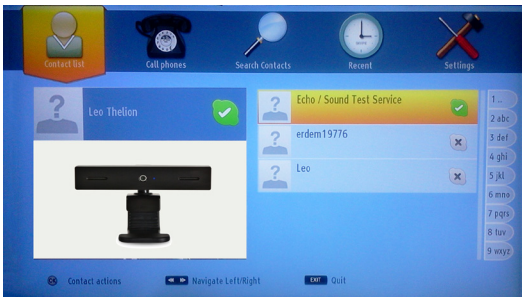 Contact list
Call phones
Search Contacts
Recent
Settings
Leo Thelion
Echo / Sound Test Service
erdem19776
Leo
1 ..
2 abc
3 def
4 ghi
5 jkl
6 mno
7 pqrs
8 tuv
9 wxyz
OK Contact actions
Navigate Left/Right
EXIT Quit